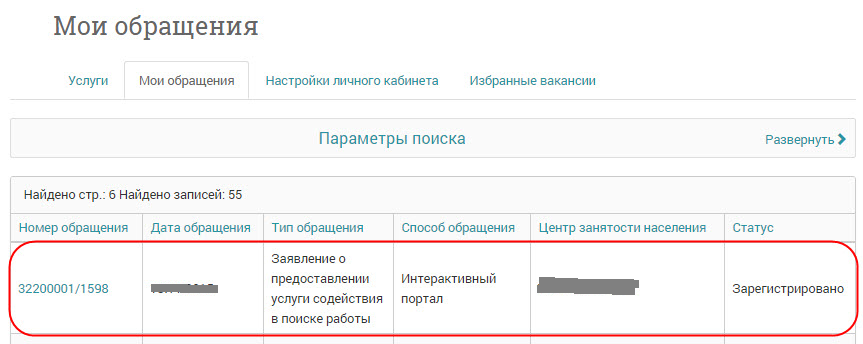 Мои обращения
Услуги Мои обращения Настройки личного кабинета Избранные вакансии
Параметры поиска Развернуть
Найдено стр.: 6 Найдено записей: 55
Номер обращения Дата обращения Тип обращения Способ обращения Центр занятости населения Статус
32200001/1598
Заявление о
предоставлении
услуги содействия
в поиске работы
Интерактивный
портал
Зарегистрировано